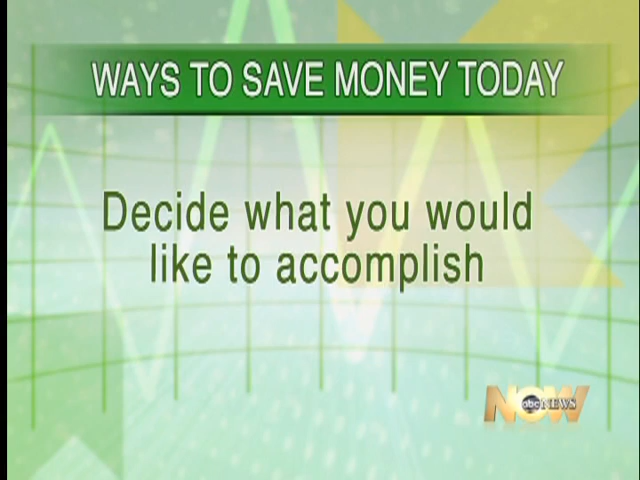 WAYS TO SAVE MONEY TODAY
Decide what you would
like to accomplish
NOW
abc NEWS